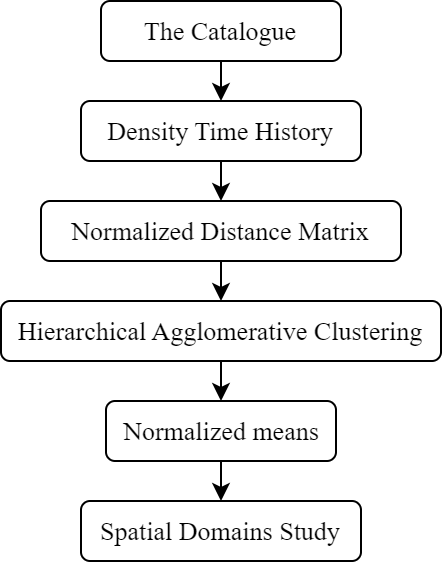 The Catalogue
Density Time History
Normalized Distance Matrix
Hierarchical Agglomerative Clustering
Normalized means
Spatial Domains Study